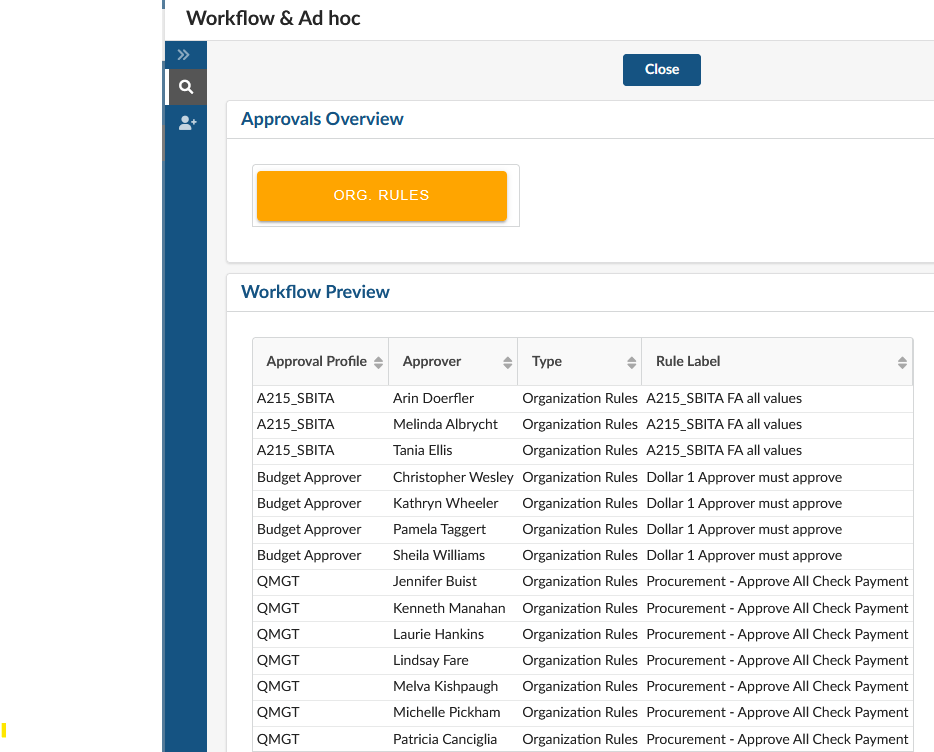 Workflow & Ad hoc
Close
Approvals Overview
ORG. RULES
Workflow Preview
Approval Profile Approver Type Rule Label
A215_SBITA Arin Doerfler Organization Rules A215_SBITA FA all values
A215_SBITA Melinda Albrycht Organization Rules A215_SBITA FA all values
A215_SBITA Tania Ellis Organization Rules A215_SBITA FA all values
Budget Approver Christopher Wesley Organization Rules Dollar 1 Approver must approve
Budget Approver Kathryn Wheeler Organization Rules Dollar 1 Approver must approve
Budget Approver Pamela Taggert Organization Rules Dollar 1 Approver must approve
Budget Approver Sheila Williams Organization Rules Dollar 1 Approver must approve
QMGT Jennifer Buist Organization Rules Procurement - Approve All Check Payment
QMGT Kenneth Manahan Organization Rules Procurement - Approve All Check Payment
QMGT Laurie Hankins Organization Rules Procurement - Approve All Check Payment
QMGT Lindsay Fare Organization Rules Procurement - Approve All Check Payment
QMGT Melva Kishpaugh Organization Rules Procurement - Approve All Check Payment
QMGT Michelle Pickham Organization Rules Procurement - Approve All Check Payment
QMGT Patricia Canciglia Organization Rules Procurement - Approve All Check Payment